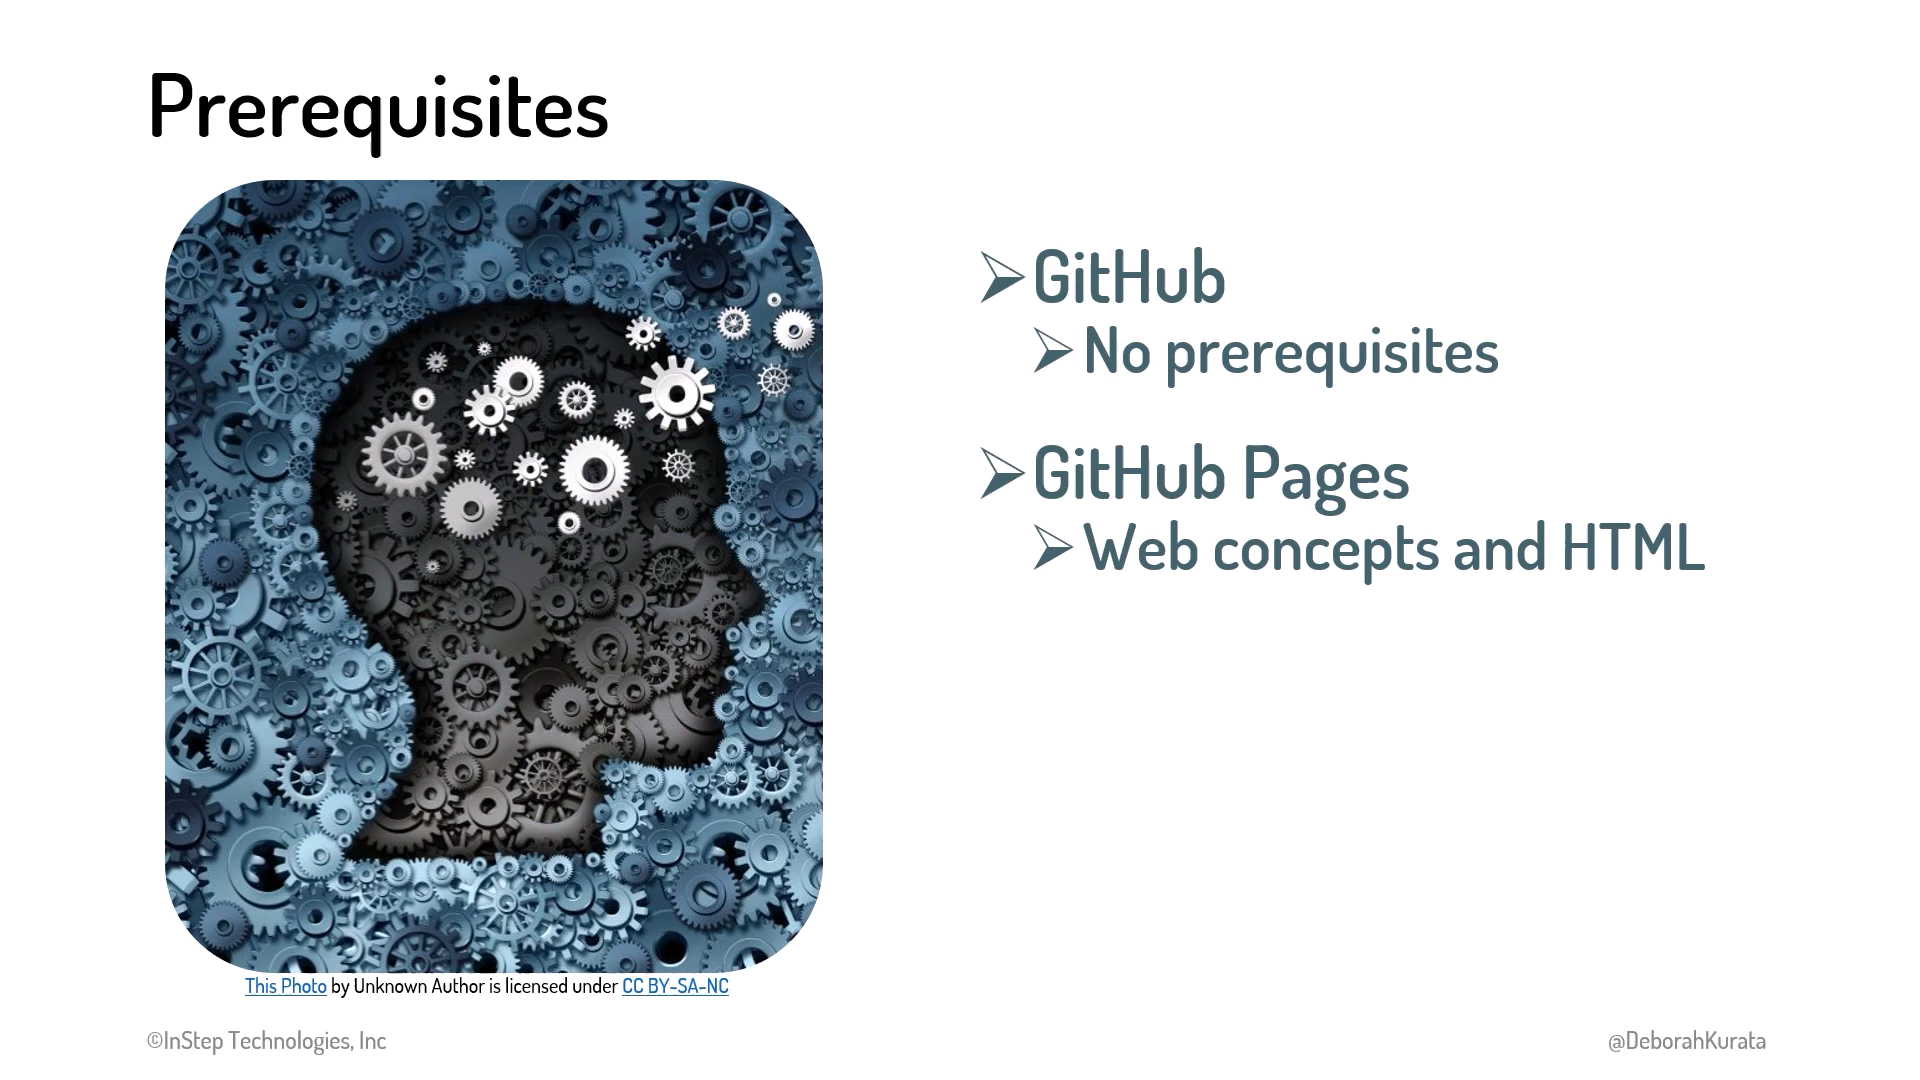 Prerequisites
GitHub
No prerequisites
GitHub Pages
Web concepts and HTML
This Photo by Unknown Author is licensed under CC BY-SA-NC
©InStep Technologies, Inc
@DeborahKurata